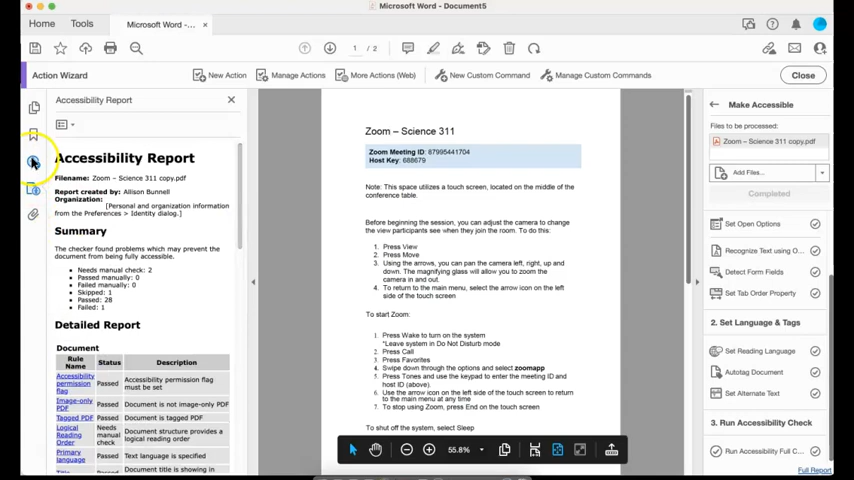 Microsoft Word - Document5
Home
Tools
Microsoft Word -...
×
1 / 2
Action Wizard
New Action
Manage Actions
More Actions (Web)
New Custom Command
Manage Custom Commands
Close
Accessibility Report
Accessibility Report
Filename: Zoom – Science 311 copy.pdf
Report created by: Allison Bunnell
Organization:
[Personal and organization information
from the Preferences > Identity dialog.]
Summary
The checker found problems which may prevent the
document from being fully accessible.
• Needs manual check: 2
• Passed manually: 0
• Failed manually: 0
• Skipped: 1
• Passed: 28
• Failed: 1
Detailed Report
Document
Rule Name Status Description
Accessibility permission flag Passed Accessibility permission flag must be set
Image-only PDF Passed Document is not image-only PDF
Tagged PDF Passed Document is tagged PDF
Logical Reading Order Needs manual check Document structure provides a logical reading order
Primary language Passed Text language is specified
Title Passed Document title is showing in
Zoom – Science 311
Zoom Meeting ID: 87995441704
Host Key: 688679
Note: This space utilizes a touch screen, located on the middle of the
conference table.
Before beginning the session, you can adjust the camera to change
the view participants see when they join the room. To do this:
1. Press View
2. Press Move
3. Using the arrows, you can pan the camera left, right, up and
down. The magnifying glass will allow you to zoom the
camera in and out.
4. To return to the main menu, select the arrow icon on the left
side of the touch screen
To start Zoom:
1. Press Wake to turn on the system
*Leave system in Do Not Disturb mode
2. Press Call
3. Press Favorites
4. Swipe down through the options and select zoomapp
5. Press Tones and use the keypad to enter the meeting ID and
host ID (above).
6. Use the arrow icon on the left side of the touch screen to return
to the main menu at any time
7. To stop using Zoom, press End on the touch screen
To shut off the system, select Sleep
55.8%
Make Accessible
Files to be processed:
Zoom – Science 311 copy.pdf
Add Files...
Completed
Set Open Options
Recognize Text using O...
Detect Form Fields
Set Tab Order Property
2. Set Language & Tags
Set Reading Language
Autotag Document
Set Alternate Text
3. Run Accessibility Check
Run Accessibility Full C...
Full Report